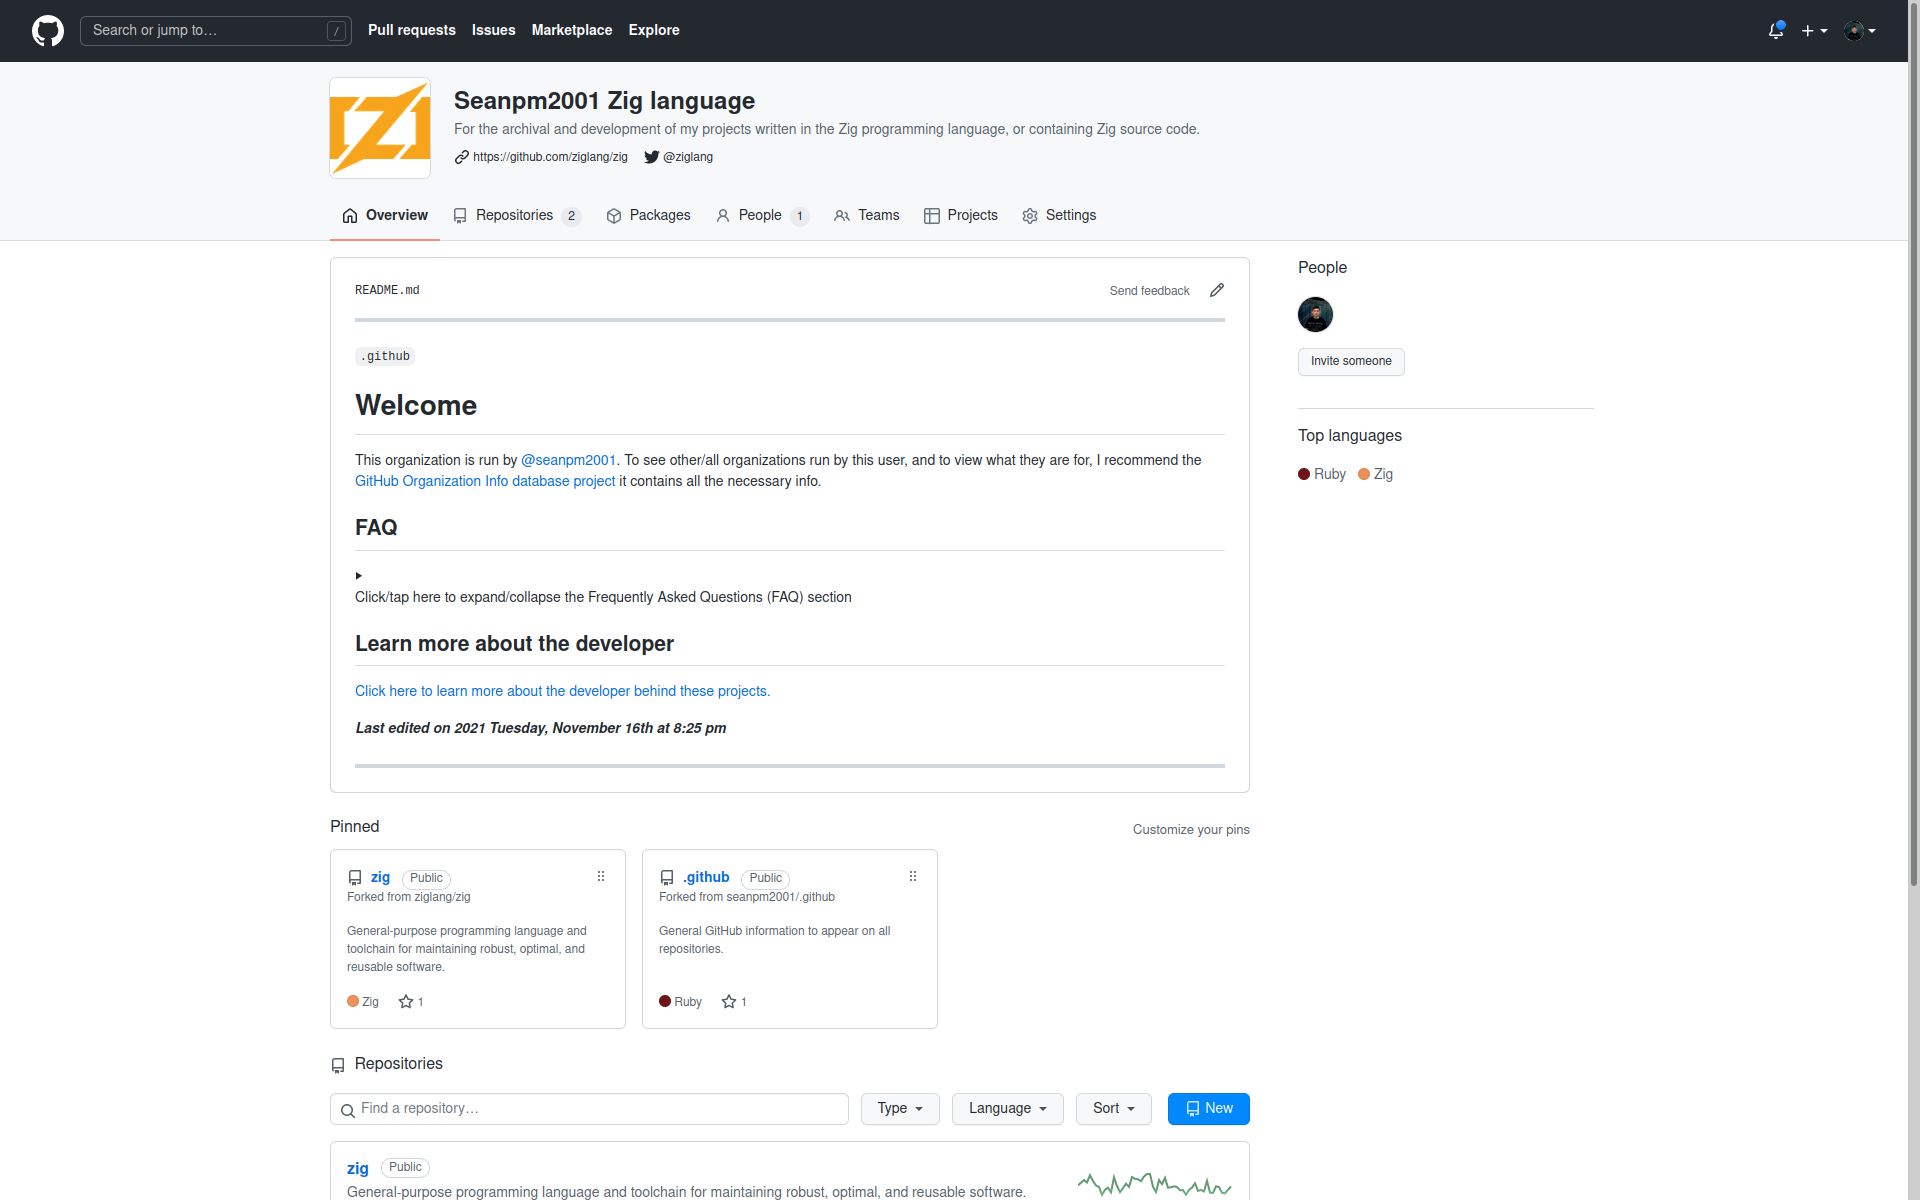 Search or jump to… /
Pull requests Issues Marketplace Explore
Seanpm2001 Zig language
For the archival and development of my projects written in the Zig programming language, or containing Zig source code.
https://github.com/ziglang/zig @ziglang
Overview Repositories 2 Packages People 1 Teams Projects Settings
README.md Send feedback
.github
Welcome
This organization is run by @seanpm2001. To see other/all organizations run by this user, and to view what they are for, I recommend the
GitHub Organization Info database project it contains all the necessary info.
FAQ
Click/tap here to expand/collapse the Frequently Asked Questions (FAQ) section
Learn more about the developer
Click here to learn more about the developer behind these projects.
Last edited on 2021 Tuesday, November 16th at 8:25 pm
People
Invite someone
Top languages
Ruby Zig
Pinned Customize your pins
zig Public
Forked from ziglang/zig
General-purpose programming language and
toolchain for maintaining robust, optimal, and
reusable software.
Zig 1
.github Public
Forked from seanpm2001/.github
General GitHub information to appear on all
repositories.
Ruby 1
Repositories
Find a repository… Type Language Sort New
zig Public
General-purpose programming language and toolchain for maintaining robust, optimal, and reusable software.